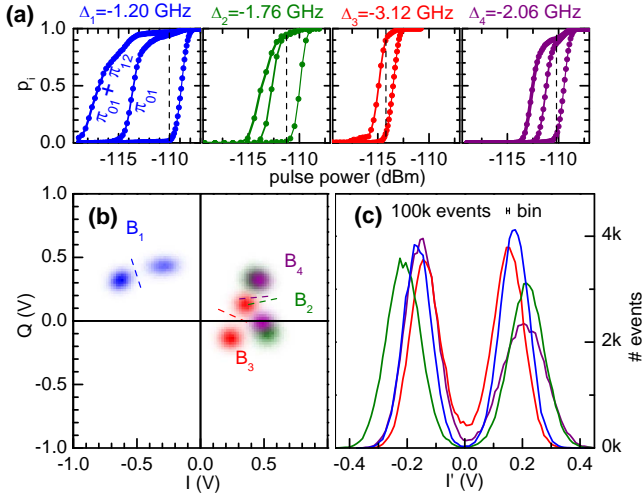 (a) Δ1=-1.20 GHz Δ2=-1.76 GHz Δ3=-3.12 GHz Δ4=-2.06 GHz
1.0
0.5
0.0
pi
π01 + π12
π01
-115 -110 -115 -110 -115 -110 -115 -110
pulse power (dBm)
(b)
1.0
0.5
0.0
-0.5
-1.0
Q (V)
B1
B4
B2
B3
-1.0 -0.5 0.0 0.5
I (V)
(c) 100k events bin
4k
2k
0
# events
-0.4 -0.2 0.0 0.2 0.4
I' (V)